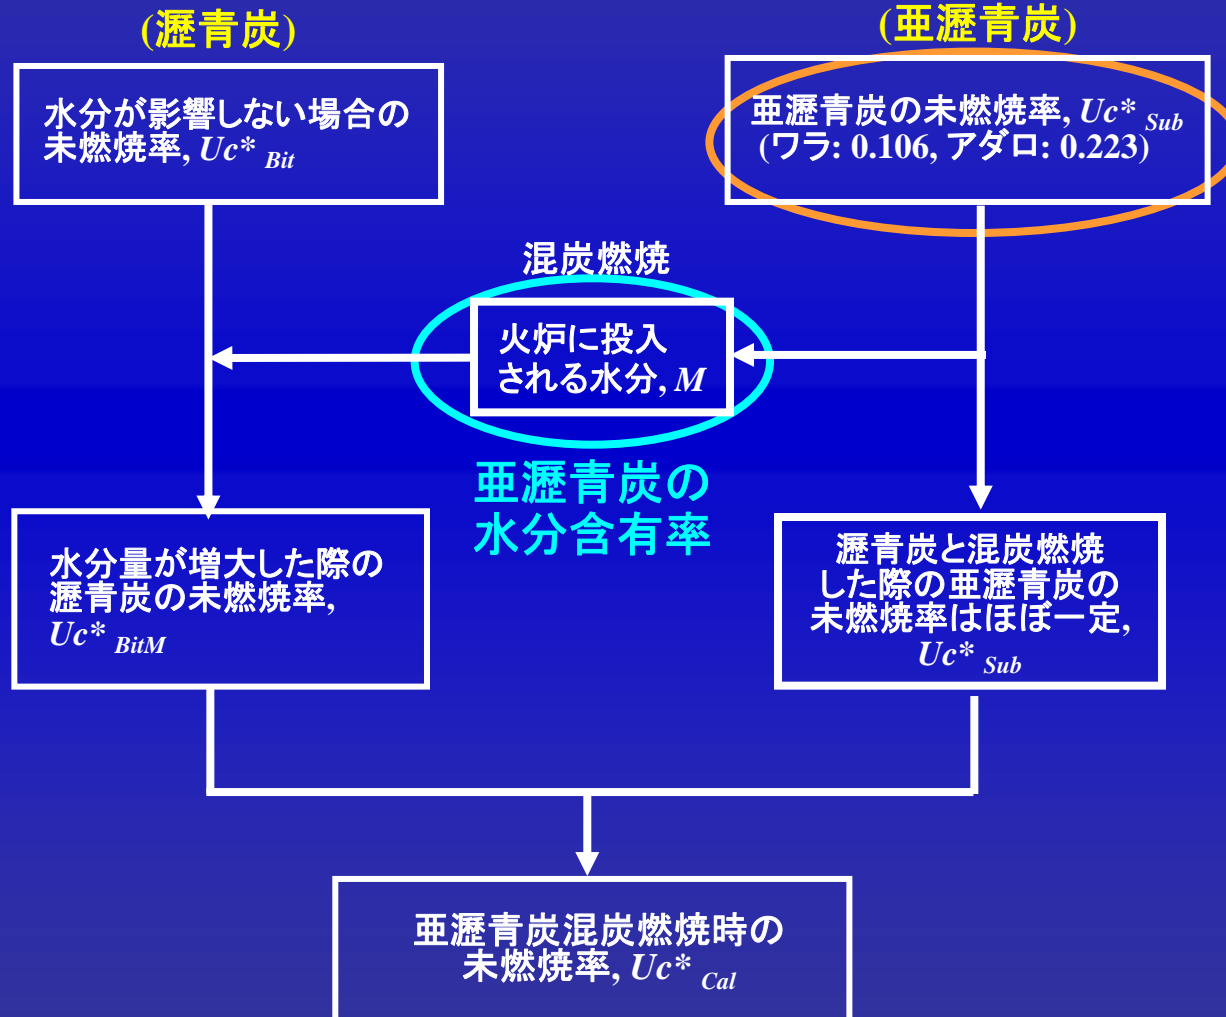 (瀝青炭)
水分が影響しない場合の
未燃焼率, Uc* Bit
(亜瀝青炭)
亜瀝青炭の未燃焼率, Uc* Sub
(ワラ: 0.106, アダロ: 0.223)
混炭燃焼
火炉に投入
される水分, M
亜瀝青炭の
水分含有率
水分量が増大した際の
瀝青炭の未燃焼率,
Uc* BitM
瀝青炭と混炭燃焼
した際の亜瀝青炭の
未燃焼率はほぼ一定,
Uc* Sub
亜瀝青炭混炭燃焼時の
未燃焼率, Uc* Cal